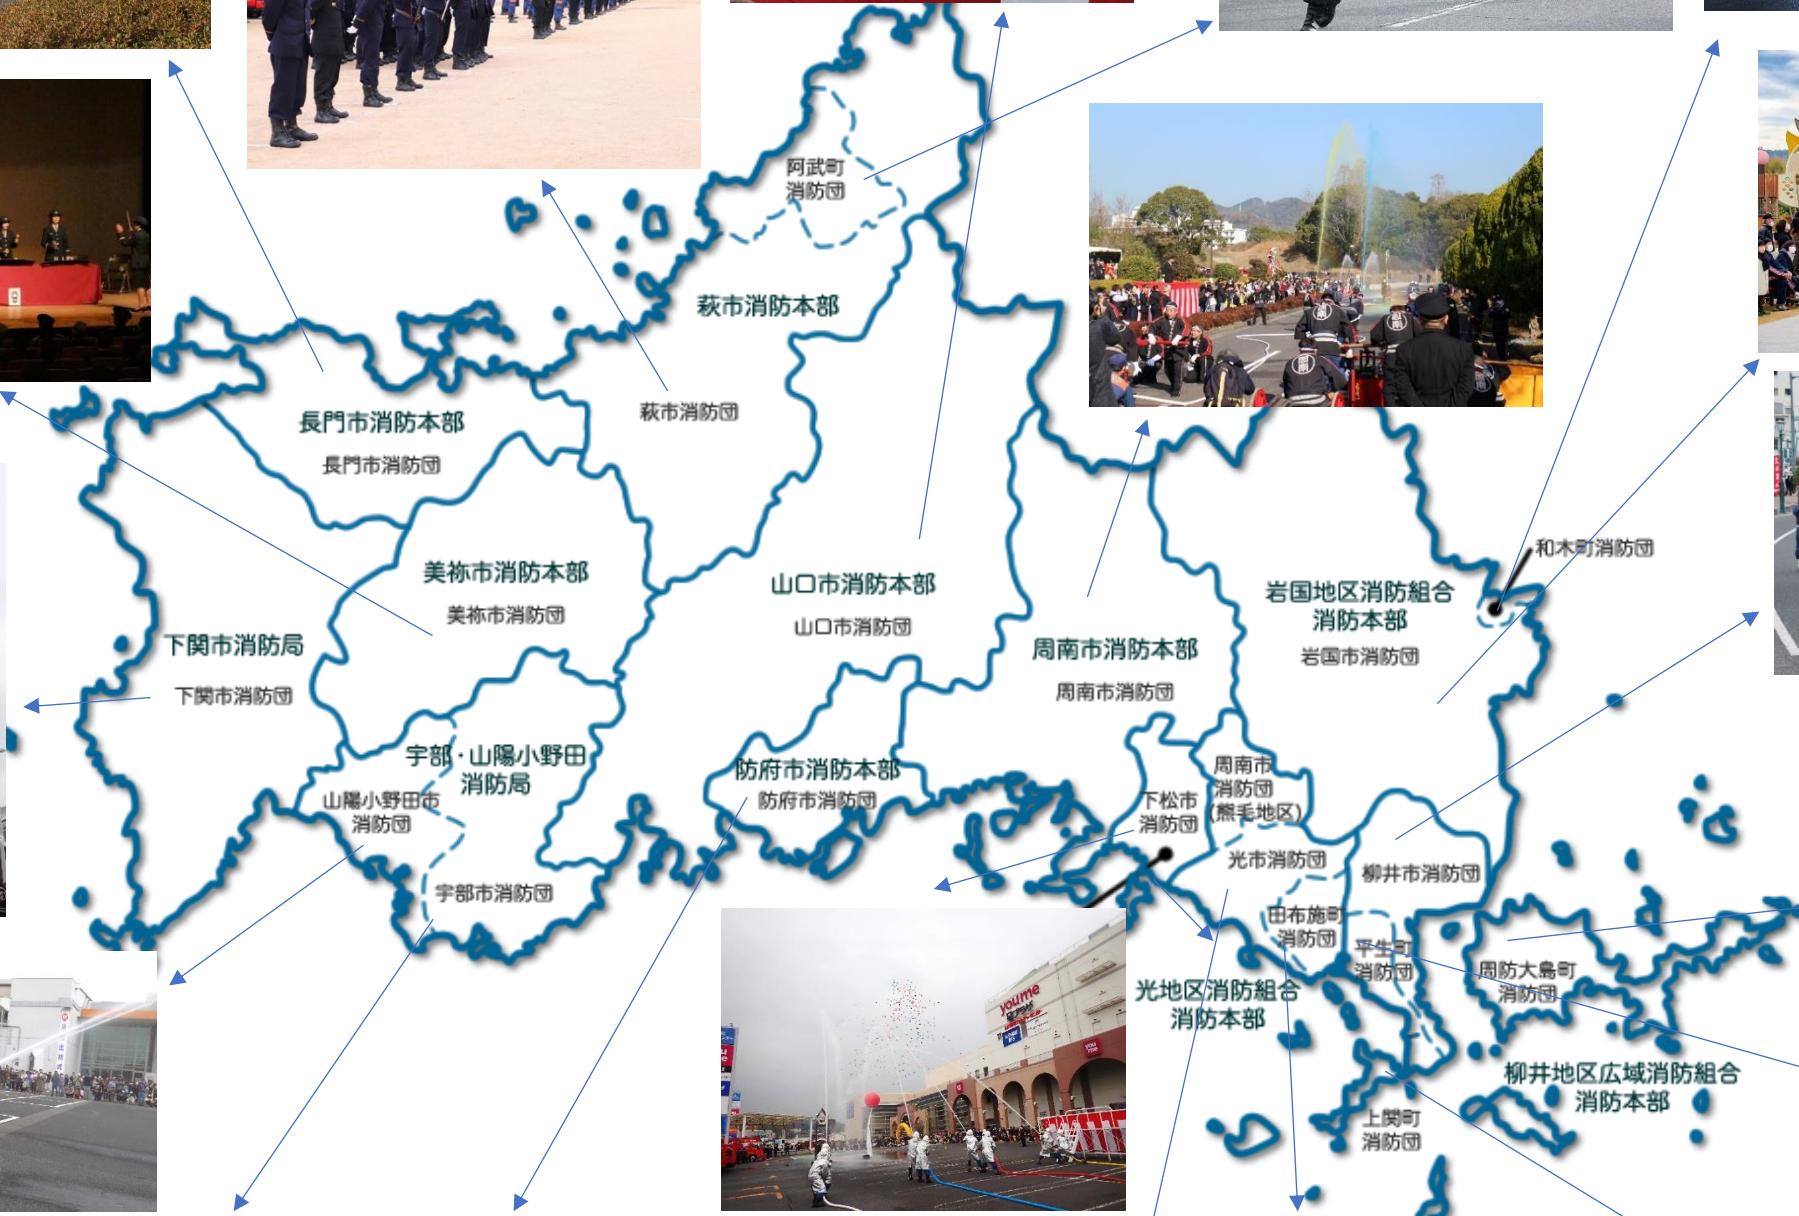 阿武町
消防団
萩市消防本部
萩市消防団
長門市消防本部
長門市消防団
美祢市消防本部
美祢市消防団
下関市消防局
下関市消防団
山口市消防本部
山口市消防団
和木町消防団
岩国地区消防組合
消防本部
岩国市消防団
周南市消防本部
周南市消防団
宇部・山陽小野田
消防局
山陽小野田市
消防団
宇部市消防団
防府市消防本部
防府市消防団
周南市
消防団
(熊毛地区)
下松市
消防団
光市消防団
柳井市消防団
田布施町
消防団
平生町
消防団
周防大島町
消防団
光地区消防組合
消防本部
柳井地区広域消防組合
消防本部
上関町
消防団
youme